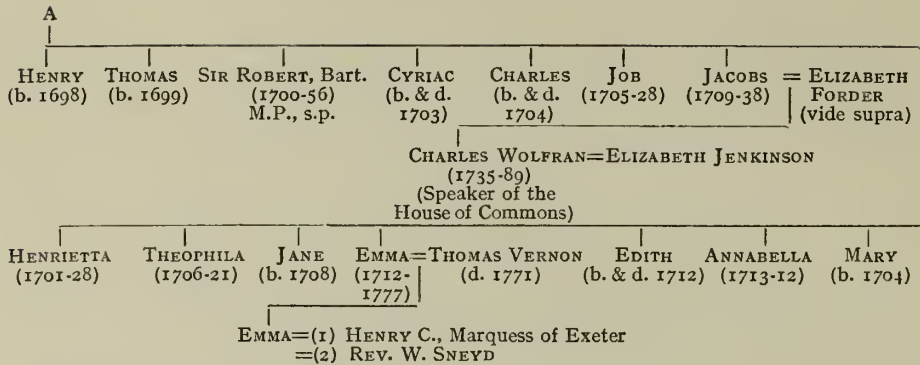 A
HENRY THOMAS SIR ROBERT, Bart. CYRIAC CHARLES JOB JACOBS = ELIZABETH
(b. 1698) (b. 1699) (1700-56) (b. & d. (b. & d. (1705-28) (1709-38) FORDER
M.P., s.p. 1703) 1704) (vide supra)
CHARLES WOLFRAN=ELIZABETH JENKINSON
(1735-89)
(Speaker of the
House of Commons)
HENRIETTA THEOPHILA JANE EMMA=THOMAS VERNON EDITH ANNABELLA MARY
(1701-28) (1706-21) (b. 1708) (1712- (d. 1771) (b. & d. 1712) (1713-12) (b. 1704)
1777)
EMMA=(1) HENRY C., Marquess of Exeter
=(2) REV. W. SNEYD